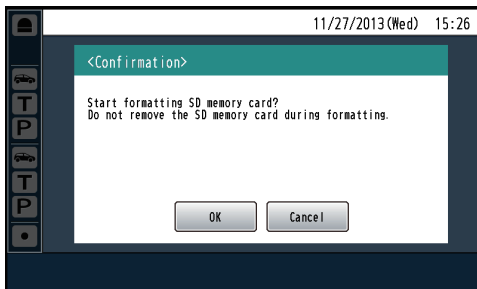 11/27/2013(Wed) 15:26
<Confirmation>
Start formatting SD memory card?
Do not remove the SD memory card during formatting.
T
P
T
P
OK Cancel